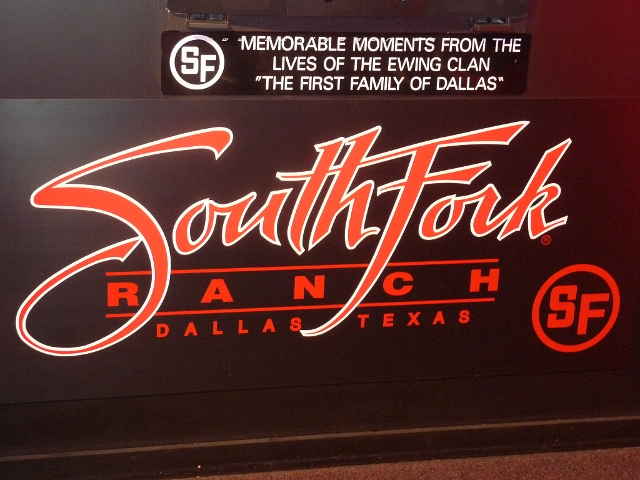 SF
"MEMORABLE MOMENTS FROM THE
LIVES OF THE EWING CLAN
"THE FIRST FAMILY OF DALLAS"
SouthFork®
RANCH
DALLAS TEXAS
SF